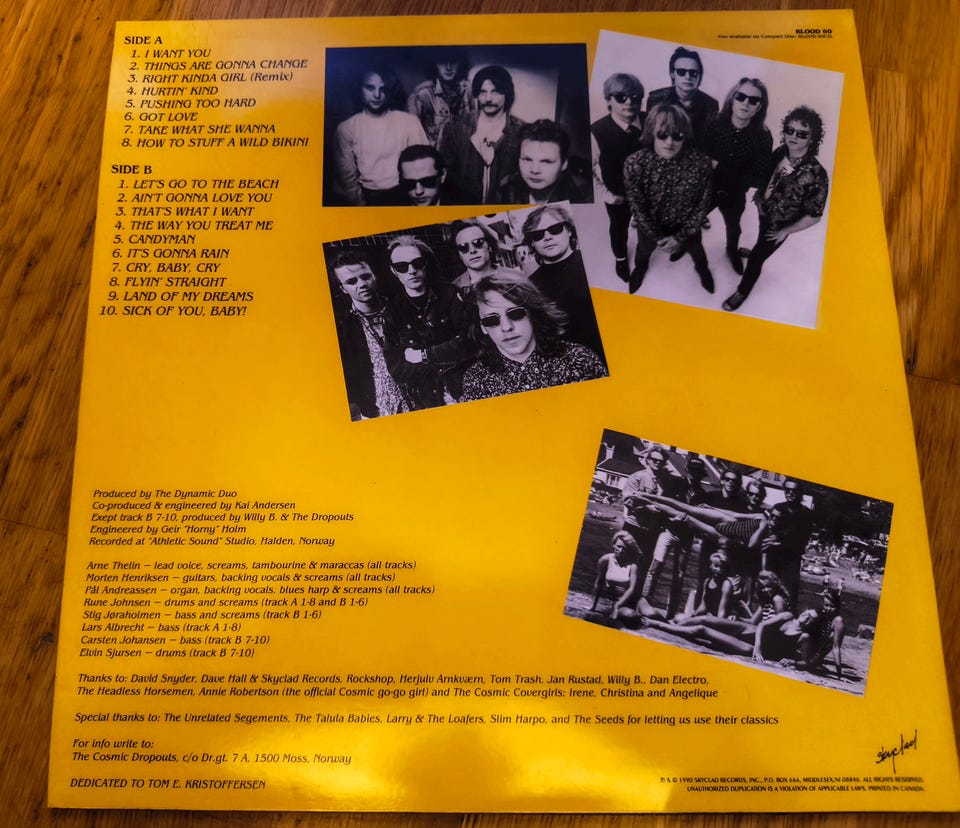 SIDE A
1. I WANT YOU
2. THINGS ARE GONNA CHANGE
3. RIGHT KINDA GIRL (Remix)
4. HURTIN' KIND
5. PUSHING TOO HARD
6. GOT LOVE
7. TAKE WHAT SHE WANNA
8. HOW TO STUFF A WILD BIKINI
SIDE B
1. LET'S GO TO THE BEACH
2. AIN'T GONNA LOVE YOU
3. THAT'S WHAT I WANT
4. THE WAY YOU TREAT ME
5. CANDYMAN
6. IT'S GONNA RAIN
7. CRY, BABY, CRY
8. FLYIN' STRAIGHT
9. LAND OF MY DREAMS
10. SICK OF YOU, BABY!
BLOOD 60
Also available on Compact Disc: BLOOD 60CD.
Produced by The Dynamic Duo
Co-produced & engineered by Kai Andersen
Exept track B 7-10, produced by Willy B. & The Dropouts
Engineered by Geir "Horny" Holm
Recorded at "Athletic Sound" Studio, Halden, Norway
Arne Thelin – lead voice, screams, tambourine & maraccas (all tracks)
Morten Henriksen – guitars, backing vocals & screams (all tracks)
Pål Andreassen – organ, backing vocals, blues harp & screams (all tracks)
Rune Johnsen – drums and screams (track A 1-8 and B 1-6)
Stig Jøraholmen – bass and screams (track B 1-6)
Lars Albrecht – bass (track A 1-8)
Carsten Johansen – bass (track B 7-10)
Elvin Sjursen – drums (track B 7-10)
Thanks to: David Snyder, Dave Hall & Skyclad Records, Rockshop, Herjulv Arnkværn, Tom Trash, Jan Rustad, Willy B., Dan Electro,
The Headless Horsemen, Annie Robertson (the official Cosmic go-go girl) and The Cosmic Covergirls: Irene, Christina and Angelique
Special thanks to: The Unrelated Segements, The Talula Babies, Larry & The Loafers, Slim Harpo, and The Seeds for letting us use their classics
For info write to:
The Cosmic Dropouts, c/o Dr.gt. 7 A, 1500 Moss, Norway
DEDICATED TO TOM E. KRISTOFFERSEN
skyclad
℗ & © 1990 SKYCLAD RECORDS, INC., P.O. BOX 666, MIDDLESEX, NJ 08846. ALL RIGHTS RESERVED.
UNAUTHORIZED DUPLICATION IS A VIOLATION OF APPLICABLE LAWS. PRINTED IN CANADA.